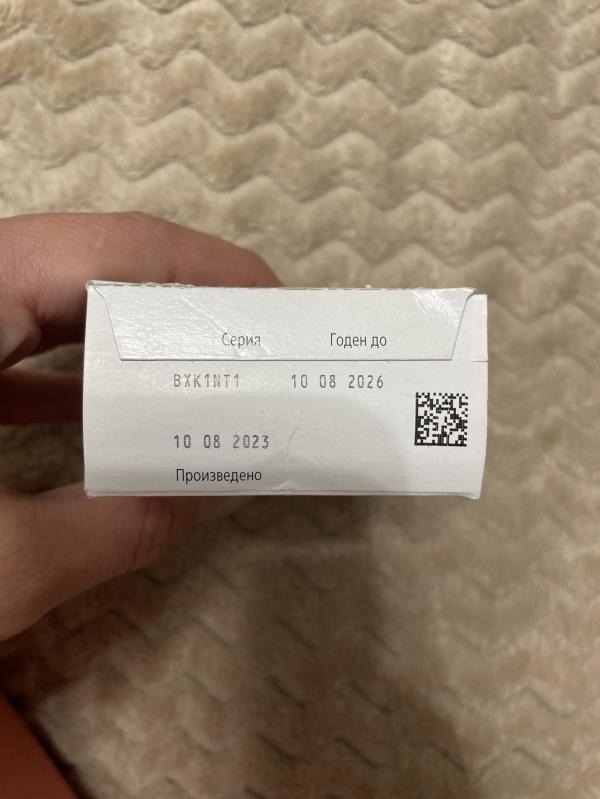 Серия Годен до
BXK1NT1 10 08 2026
10 08 2023
Произведено